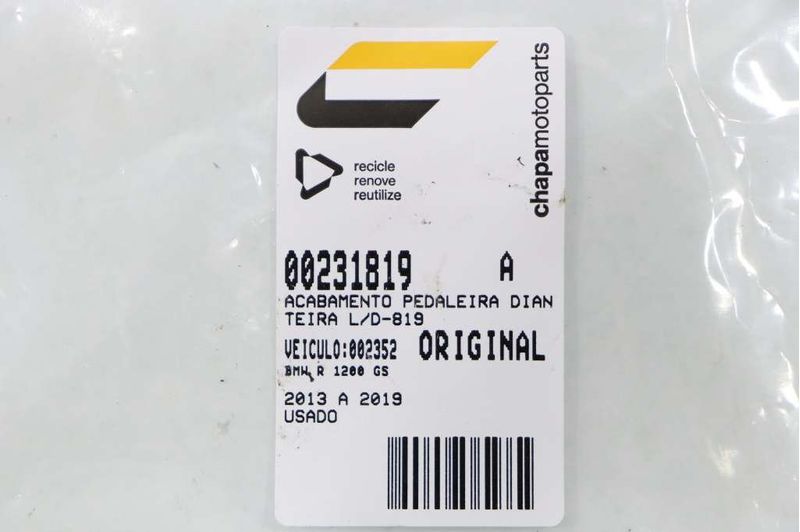 recicle
renove
reutilize
chapamotoparts
00231819 A
ACABAMENTO PEDALEIRA DIAN
TEIRA L/D-819
VEICULO:002352 ORIGINAL
BMW R 1200 GS
2013 A 2019
USADO